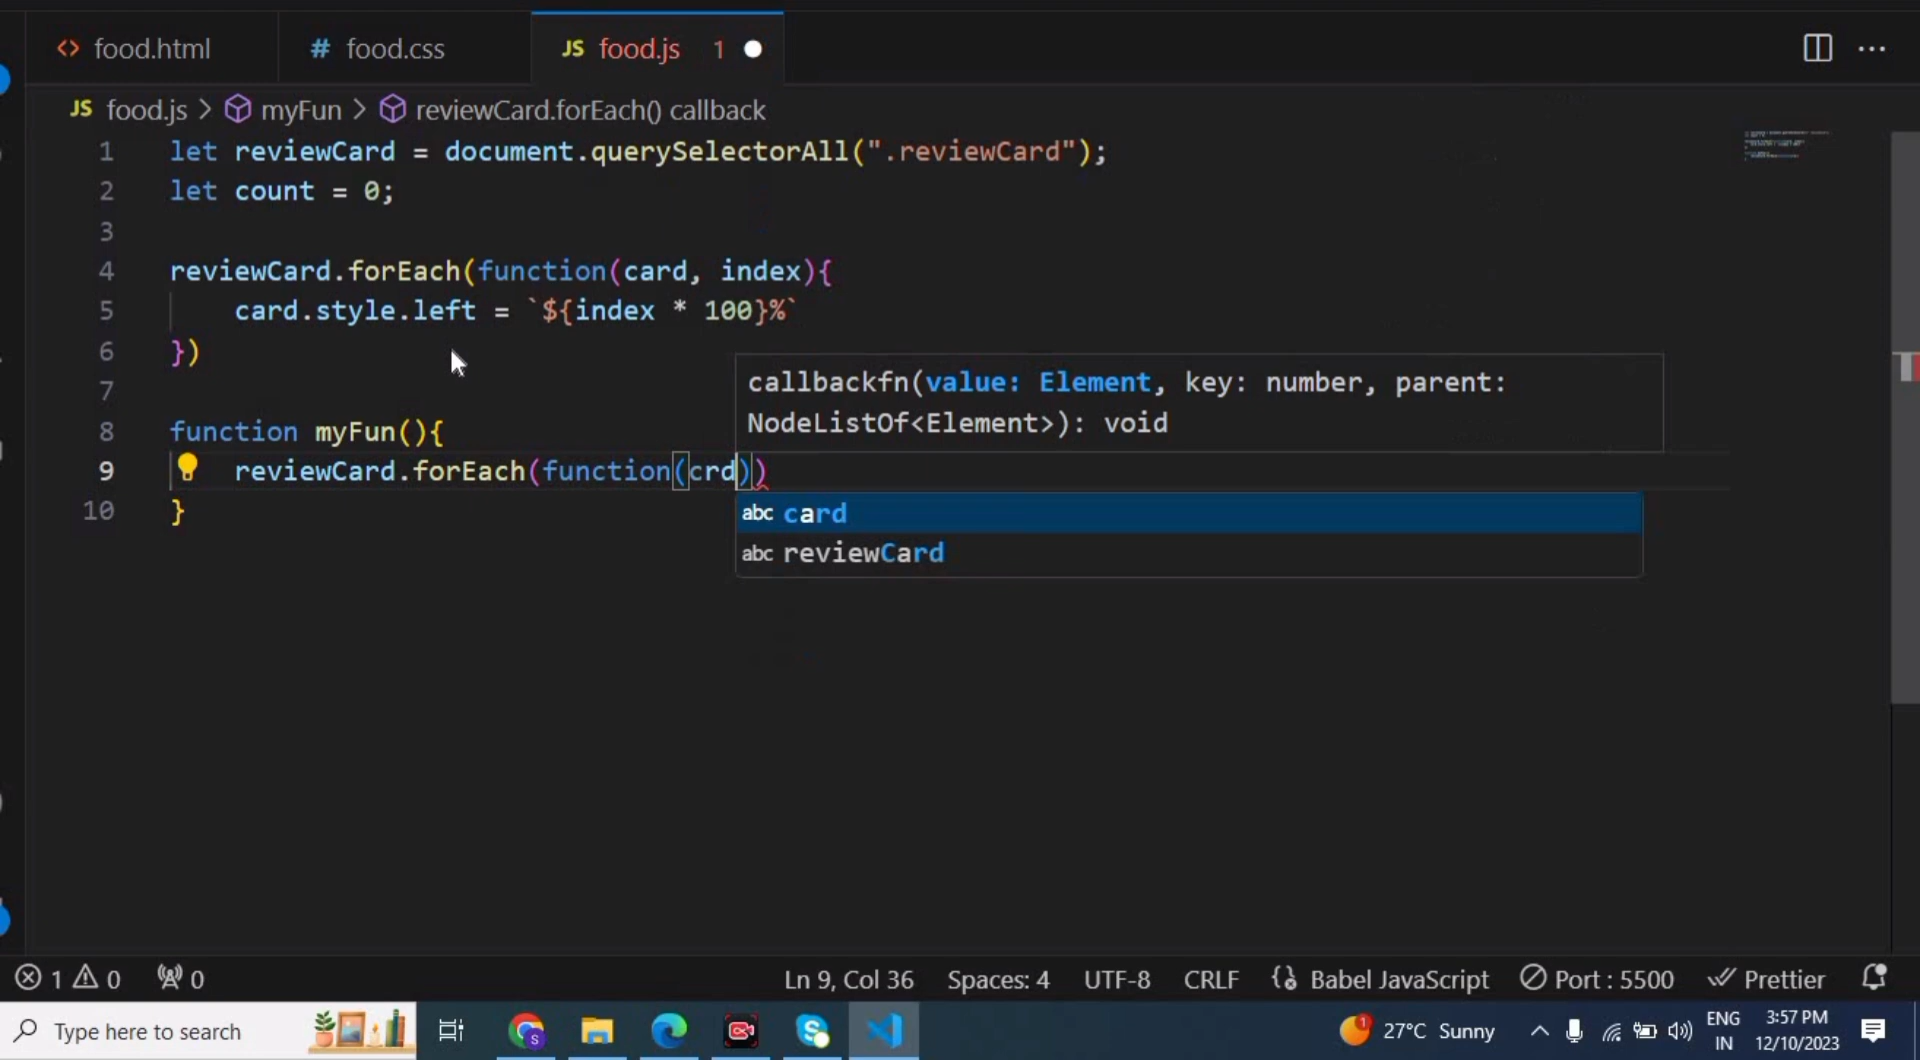 food.html
food.css
JS food.js 1
JS food.js > myFun > reviewCard.forEach() callback
1 let reviewCard = document.querySelectorAll(".reviewCard");
2 let count = 0;
3
4 reviewCard.forEach(function(card, index){
5 card.style.left = `${index * 100}%`
6 })
7
8 function myFun(){
9 reviewCard.forEach(function(crd))
10 }
callbackfn(value: Element, key: number, parent:
NodeListOf<Element>): void
abc card
abc reviewCard
1 0 0 Ln 9, Col 36 Spaces: 4 UTF-8 CRLF Babel JavaScript Port : 5500 Prettier
Type here to search
S
1
27°C Sunny
ENG
IN
3:57 PM
12/10/2023